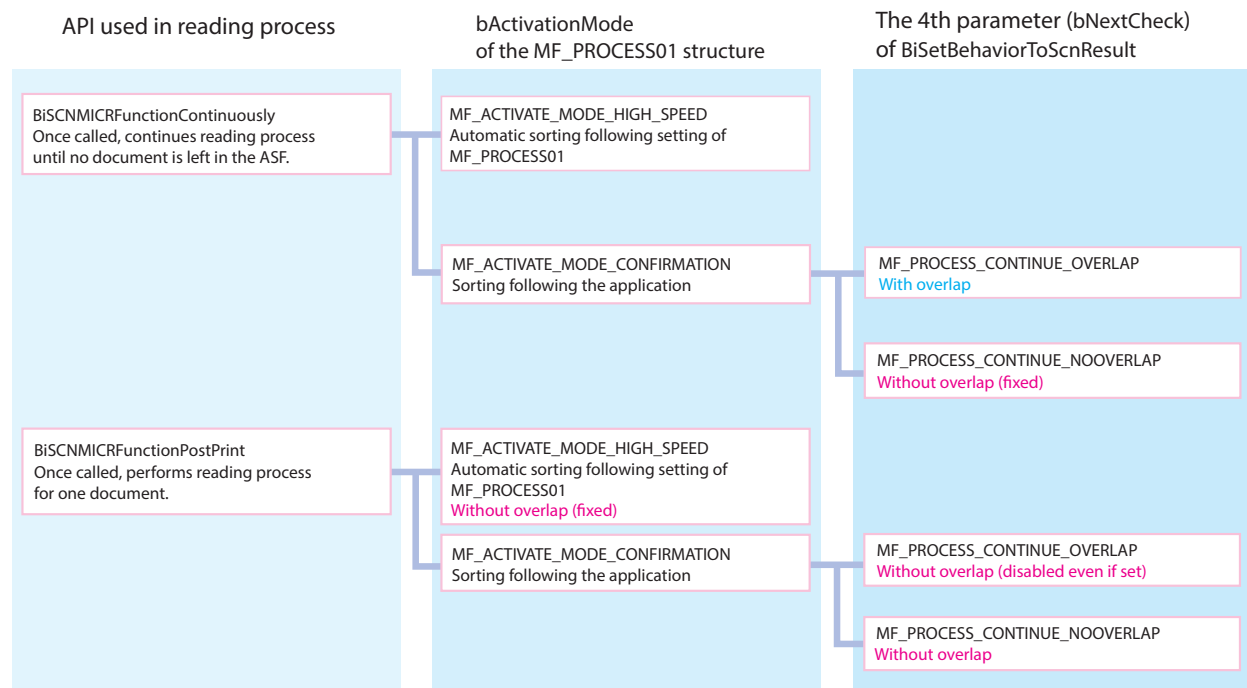 API used in reading process
bActivationMode
of the MF_PROCESS01 structure
The 4th parameter (bNextCheck)
of BiSetBehaviorToScnResult
BiSCNMICRFunctionContinuously
Once called, continues reading process
until no document is left in the ASF.
MF_ACTIVATE_MODE_HIGH_SPEED
Automatic sorting following setting of
MF_PROCESS01
MF_ACTIVATE_MODE_CONFIRMATION
Sorting following the application
MF_PROCESS_CONTINUE_OVERLAP
With overlap
MF_PROCESS_CONTINUE_NOOVERLAP
Without overlap (fixed)
BiSCNMICRFunctionPostPrint
Once called, performs reading process
for one document.
MF_ACTIVATE_MODE_HIGH_SPEED
Automatic sorting following setting of
MF_PROCESS01
Without overlap (fixed)
MF_ACTIVATE_MODE_CONFIRMATION
Sorting following the application
MF_PROCESS_CONTINUE_OVERLAP
Without overlap (disabled even if set)
MF_PROCESS_CONTINUE_NOOVERLAP
Without overlap